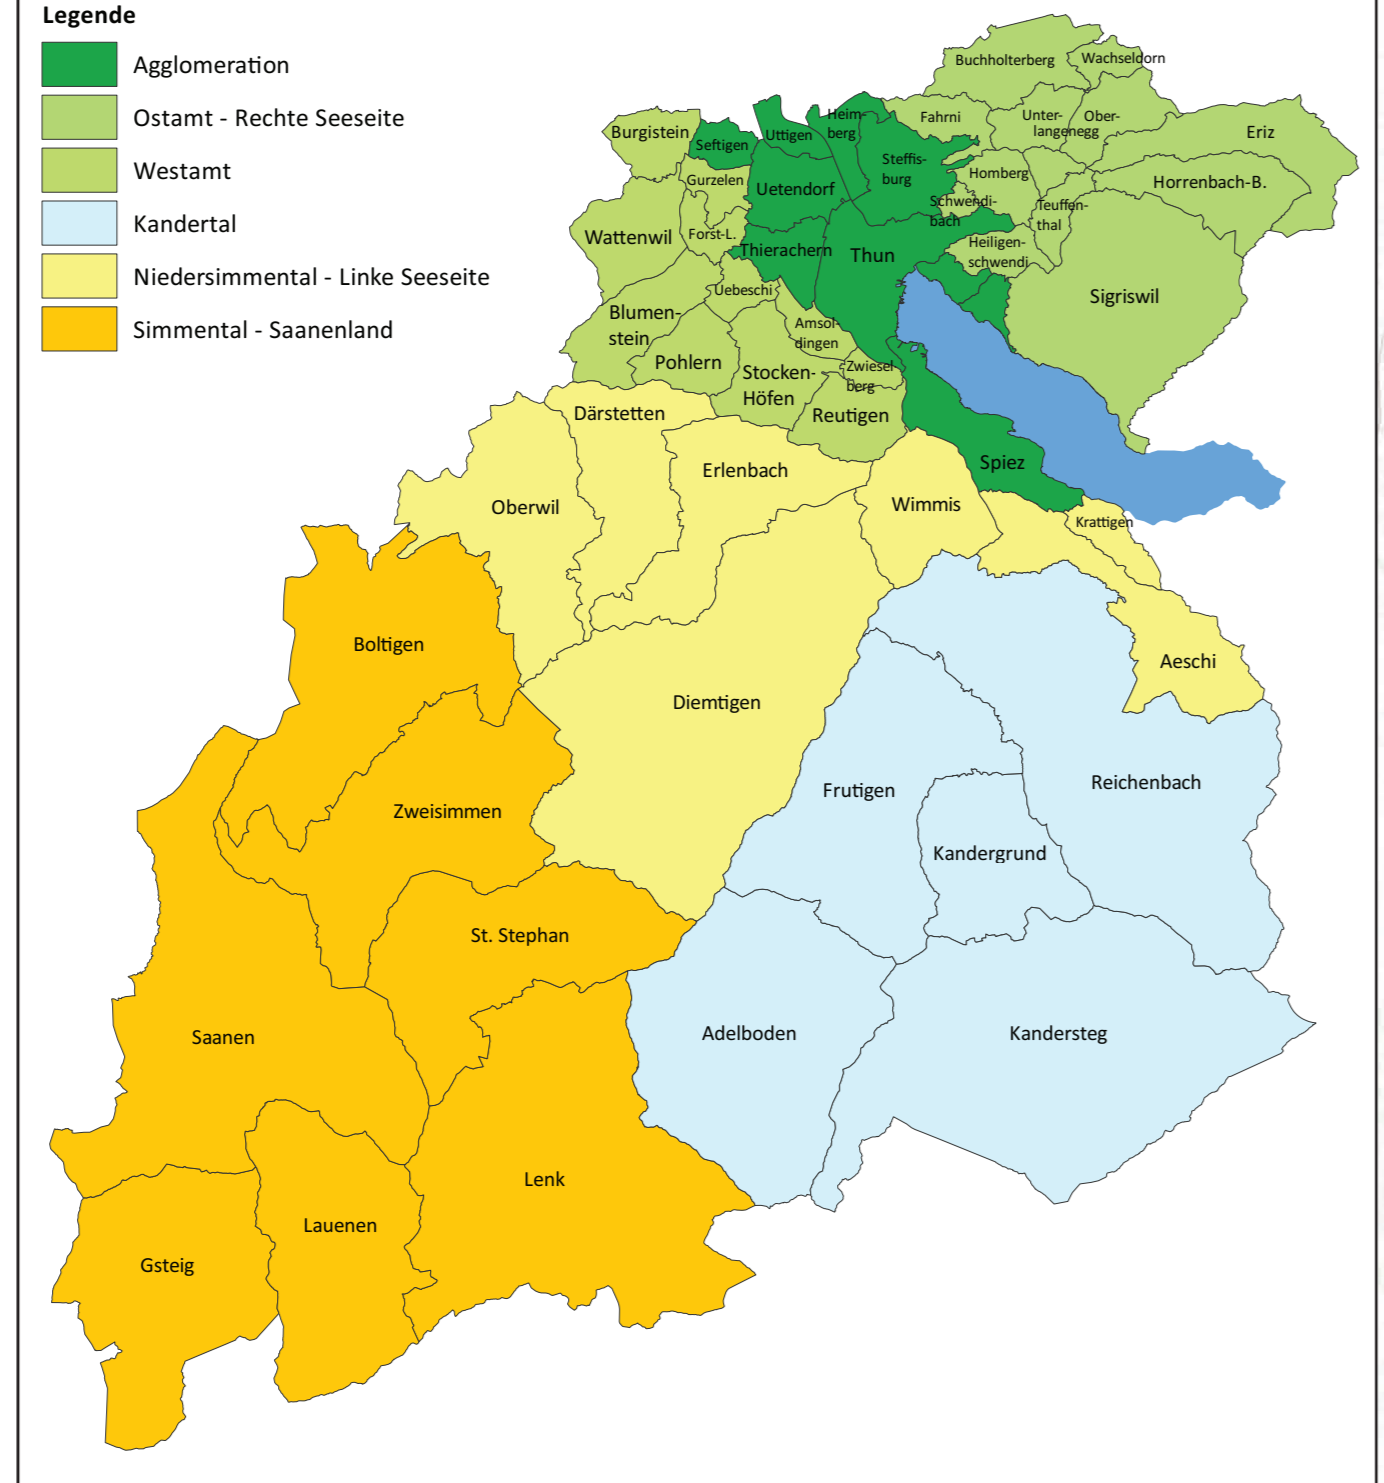 Legende
Agglomeration
Ostamt - Rechte Seeseite
Westamt
Kandertal
Niedersimmental - Linke Seeseite
Simmental - Saanenland
Buchholterberg
Wachseldorn
Heim-
berg
Fahrni
Unter-
langenegg
Ober-
Eriz
Burgistein
Seftigen
Uttigen
Steffis-
burg
Homberg
Horrenbach-B.
Gurzelen
Uetendorf
Schwendi-
bach
Teuffen-
thal
Wattenwil
Forst-L.
Thierachern
Thun
Heiligen-
schwendi
Sigriswil
Uebeschi
Blumen-
stein
Amsol-
dingen
Pohlern
Stocken-
Höfen
Zwiesel
berg
Reutigen
Därstetten
Erlenbach
Spiez
Oberwil
Wimmis
Krattigen
Boltigen
Aeschi
Diemtigen
Frutigen
Reichenbach
Zweisimmen
Kandergrund
St. Stephan
Saanen
Adelboden
Kandersteg
Lenk
Lauenen
Gsteig